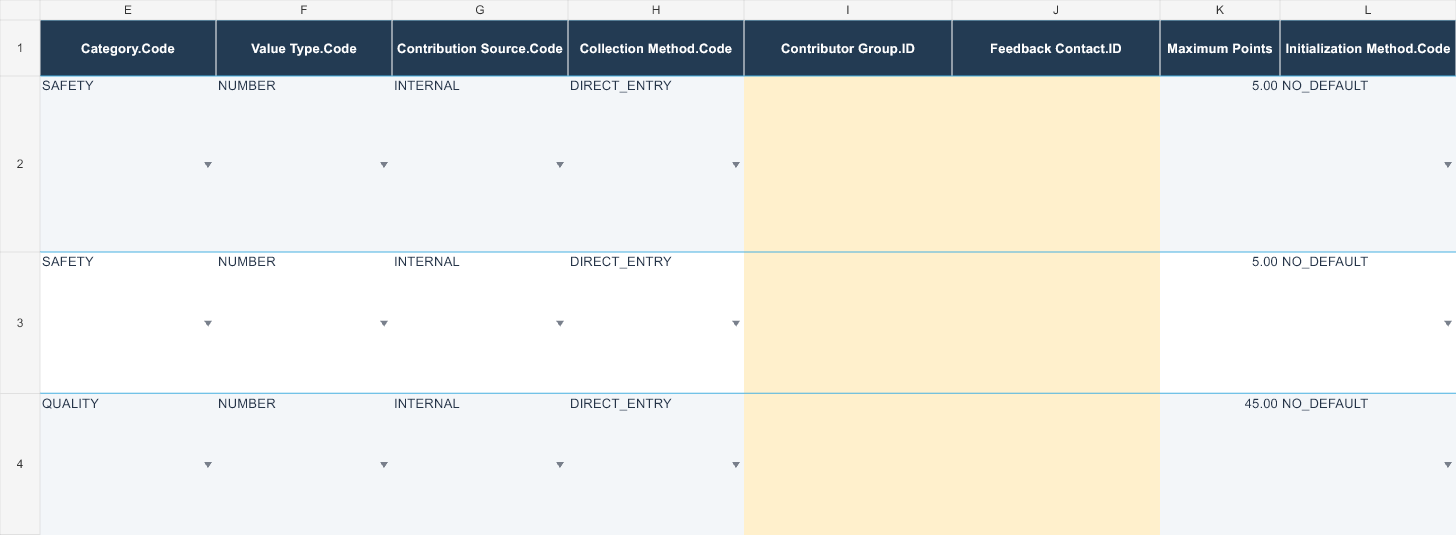 E F G H I J K L
1 Category.Code Value Type.Code Contribution Source.Code Collection Method.Code Contributor Group.ID Feedback Contact.ID Maximum Points Initialization Method.Code
SAFETY NUMBER INTERNAL DIRECT_ENTRY 5.00 NO_DEFAULT
2
SAFETY NUMBER INTERNAL DIRECT_ENTRY 5.00 NO_DEFAULT
3
QUALITY NUMBER INTERNAL DIRECT_ENTRY 45.00 NO_DEFAULT
4